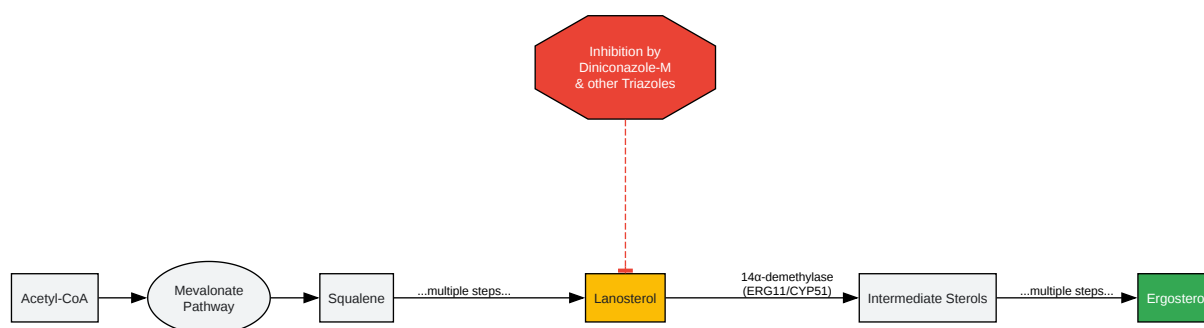 Inhibition by
Diniconazole-M
& other Triazoles
Acetyl-CoA
Mevalonate
Pathway
Squalene
...multiple steps...
Lanosterol
14α-demethylase
(ERG11/CYP51)
Intermediate Sterols
...multiple steps...
Ergosterol